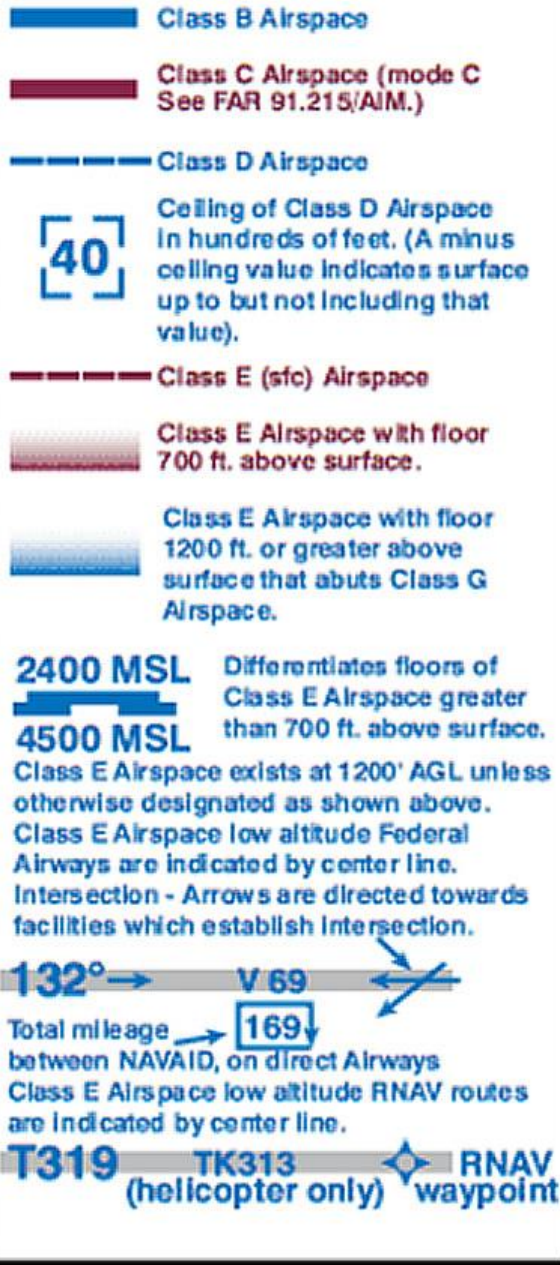 Class B Airspace
Class C Airspace (mode C
See FAR 91.215/AIM.)
Class D Airspace
40
Ceiling of Class D Airspace
in hundreds of feet. (A minus
ceiling value indicates surface
up to but not including that
value).
Class E (sfc) Airspace
Class E Airspace with floor
700 ft. above surface.
Class E Airspace with floor
1200 ft. or greater above
surface that abuts Class G
Airspace.
2400 MSL
4500 MSL
Differentiates floors of
Class E Airspace greater
than 700 ft. above surface.
Class E Airspace exists at 1200' AGL unless
otherwise designated as shown above.
Class E Airspace low altitude Federal
Airways are indicated by center line.
Intersection - Arrows are directed towards
facilities which establish intersection.
132° V 69
Total mileage 169
between NAVAID, on direct Airways
Class E Airspace low altitude RNAV routes
are indicated by center line.
T319 TK313 RNAV
(helicopter only) waypoint